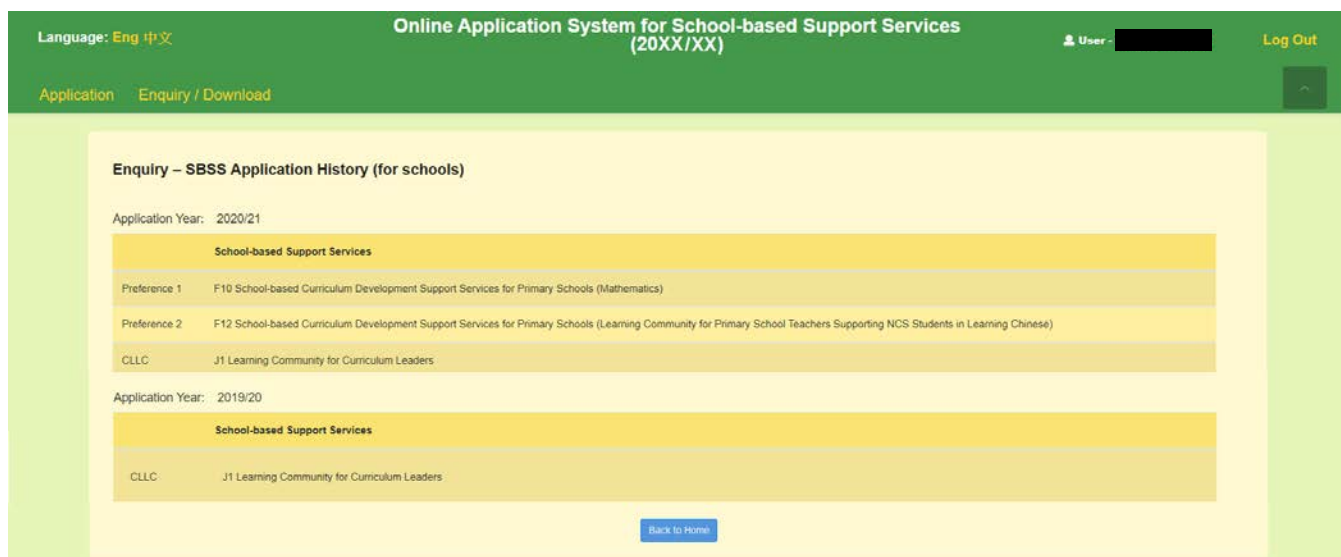 Language: Eng 中文
Online Application System for School-based Support Services
(20XX/XX)
User -
Log Out
Application Enquiry / Download
Enquiry – SBSS Application History (for schools)
Application Year: 2020/21
School-based Support Services
Preference 1 F10 School-based Curriculum Development Support Services for Primary Schools (Mathematics)
Preference 2 F12 School-based Curriculum Development Support Services for Primary Schools (Learning Community for Primary School Teachers Supporting NCS Students in Learning Chinese)
CLLC J1 Learning Community for Curriculum Leaders
Application Year: 2019/20
School-based Support Services
CLLC J1 Learning Community for Curriculum Leaders
Back to Home